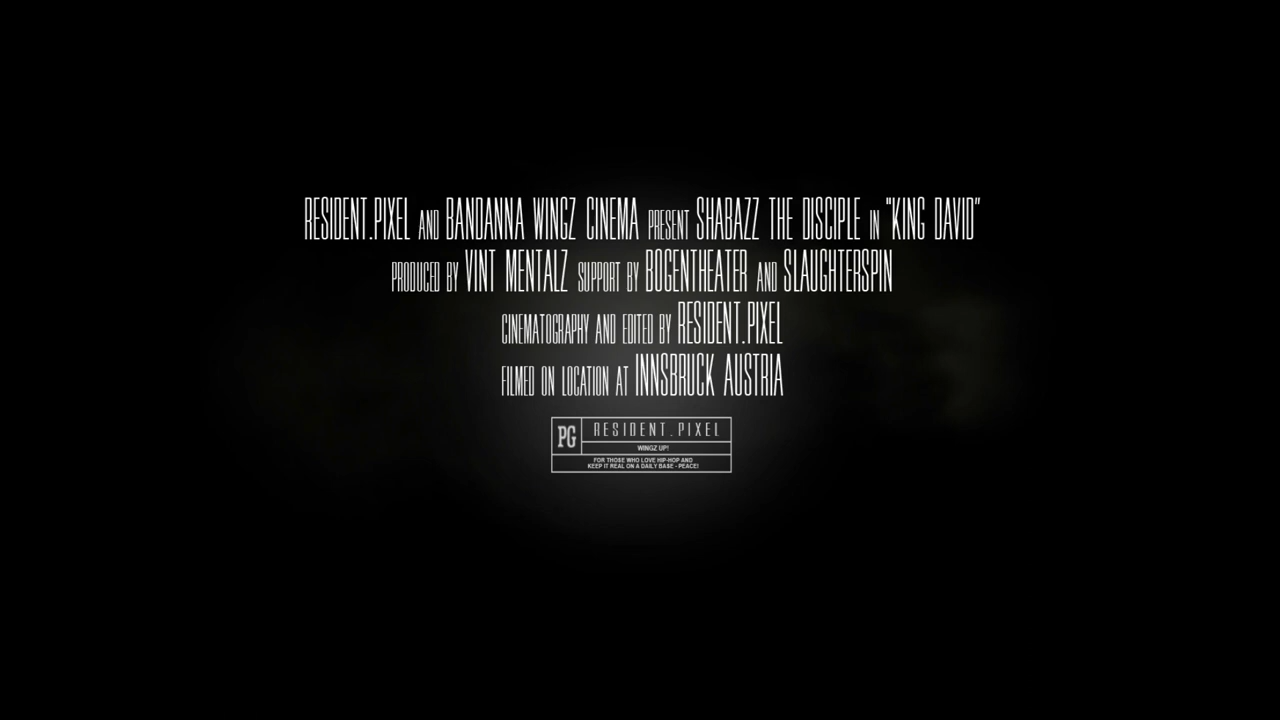 RESIDENT.PIXEL AND BANDANNA WINGZ CINEMA PRESENT SHABAZZ THE DISCIPLE IN "KING DAVID"
PRODUCED BY VINT MENTALZ SUPPORT BY BOGENTHEATER AND SLAUGHTERSPIN
CINEMATOGRAPHY AND EDITED BY RESIDENT.PIXEL
FILMED ON LOCATION AT INNSBRUCK AUSTRIA
PG
RESIDENT.PIXEL
WINGZ UP!
FOR THOSE WHO LOVE HIP-HOP AND
KEEP IT REAL ON A DAILY BASE - PEACE!